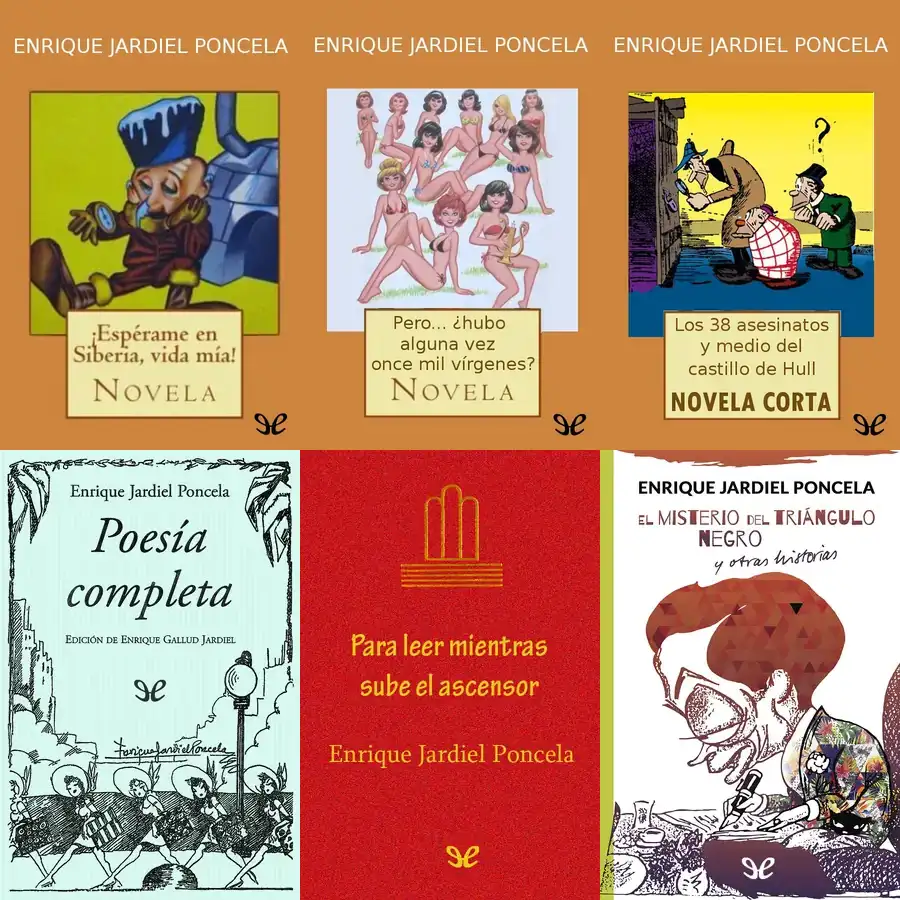 ENRIQUE JARDIEL PONCELA
¡Espérame en
Siberia, vida mía!
NOVELA
ENRIQUE JARDIEL PONCELA
Pero... ¿hubo
alguna vez
once mil vírgenes?
NOVELA
ENRIQUE JARDIEL PONCELA
?
Los 38 asesinatos
y medio del
castillo de Hull
NOVELA CORTA
Enrique Jardiel Poncela
Poesía
completa
EDICIÓN DE ENRIQUE GALLUD JARDIEL
Enrique Jardiel Poncela
Para leer mientras
sube el ascensor
Enrique Jardiel Poncela
ENRIQUE JARDIEL PONCELA
EL MISTERIO DEL TRIÁNGULO
NEGRO
y otras historias